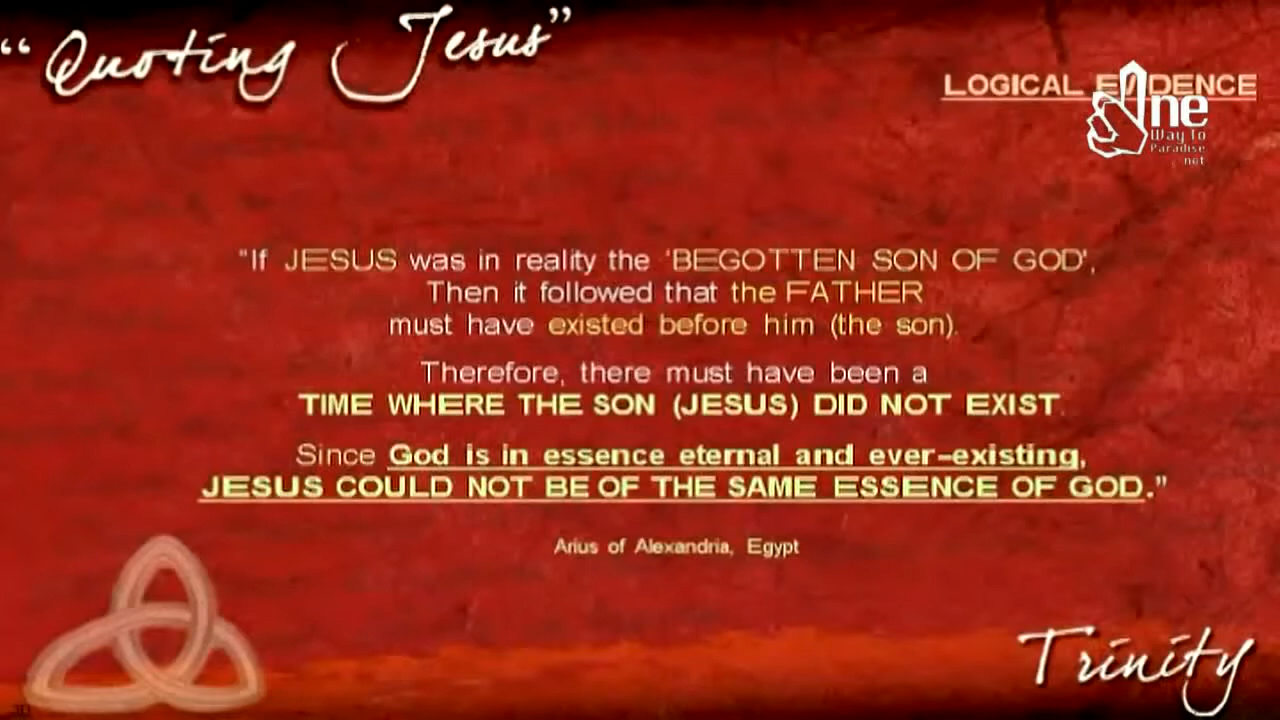 “Quoting Jesus”
LOGICAL EVIDENCE
One
Way To
Paradise
.net
"If JESUS was in reality the 'BEGOTTEN SON OF GOD',
Then it followed that the FATHER
must have existed before him (the son).
Therefore, there must have been a
TIME WHERE THE SON (JESUS) DID NOT EXIST.
Since God is in essence eternal and ever-existing,
JESUS COULD NOT BE OF THE SAME ESSENCE OF GOD."
Arius of Alexandria, Egypt
Trinity